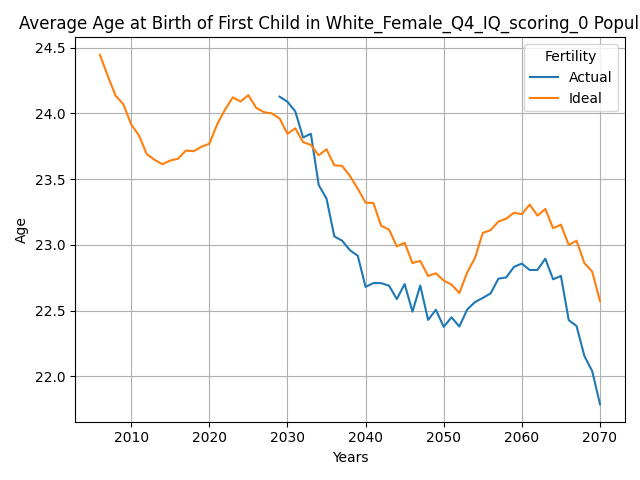 Average Age at Birth of First Child in White_Female_Q4_IQ_scoring_0 Popul
24.5
24.0
23.5
23.0
22.5
22.0
Age
Fertility
Actual
Ideal
2010 2020 2030 2040 2050 2060 2070
Years